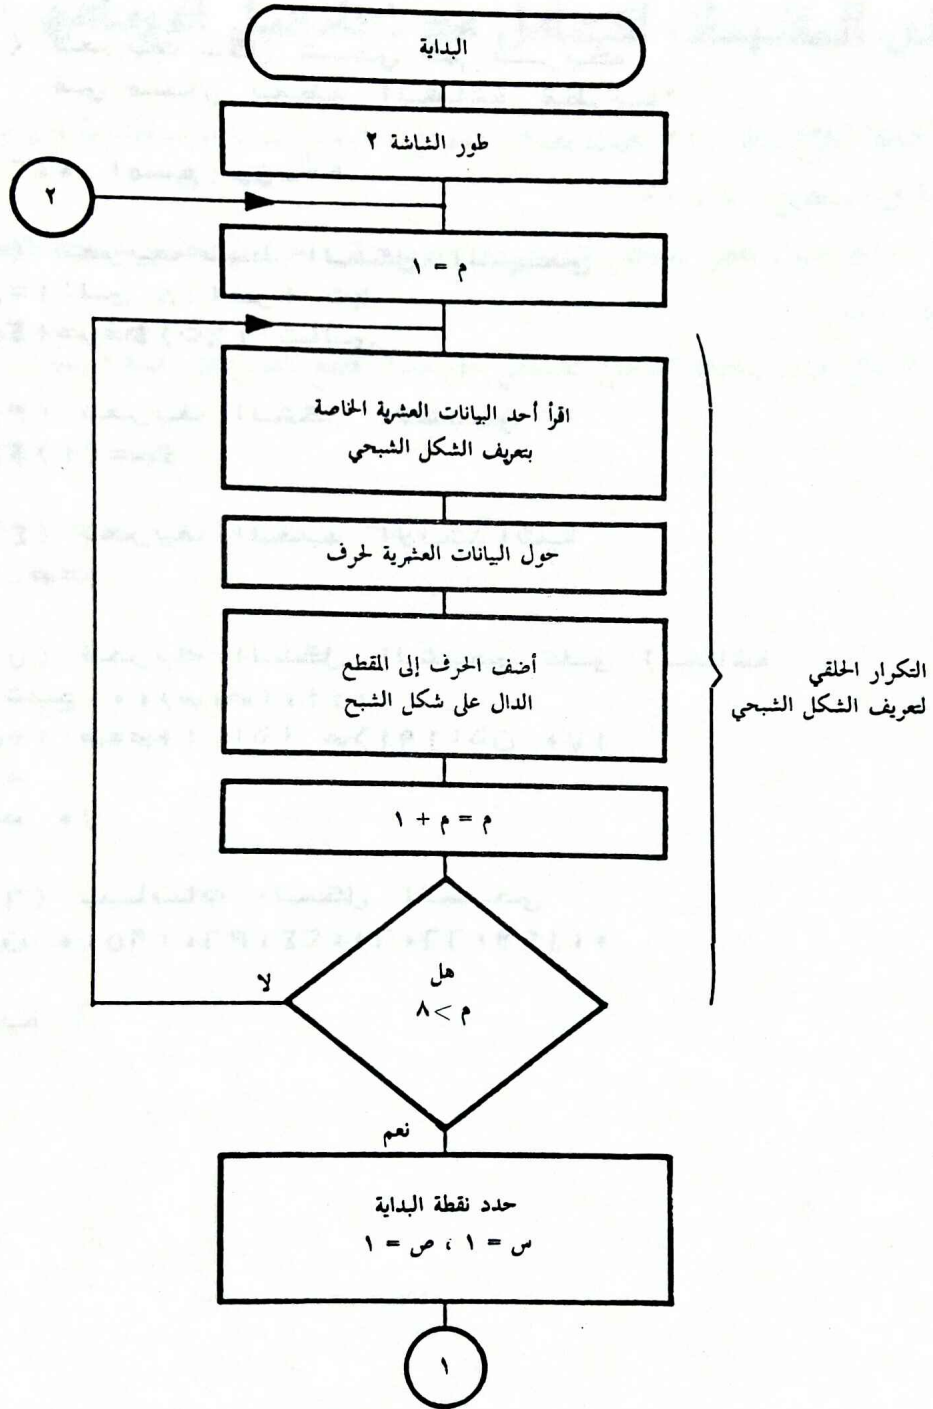 البداية
طور الشاشة ٢
٢
م = ١
اقرأ أحد البيانات العشرية الخاصة
بتعريف الشكل الشبحي
حول البيانات العشرية لحرف
أضف الحرف إلى المقطع
الدال على شكل الشبح
التكرار الحلقي
لتعريف الشكل الشبحي
م = م + ١
هل
م > ٨
لا
نعم
حدد نقطة البداية
س = ١ ، ص = ١
١